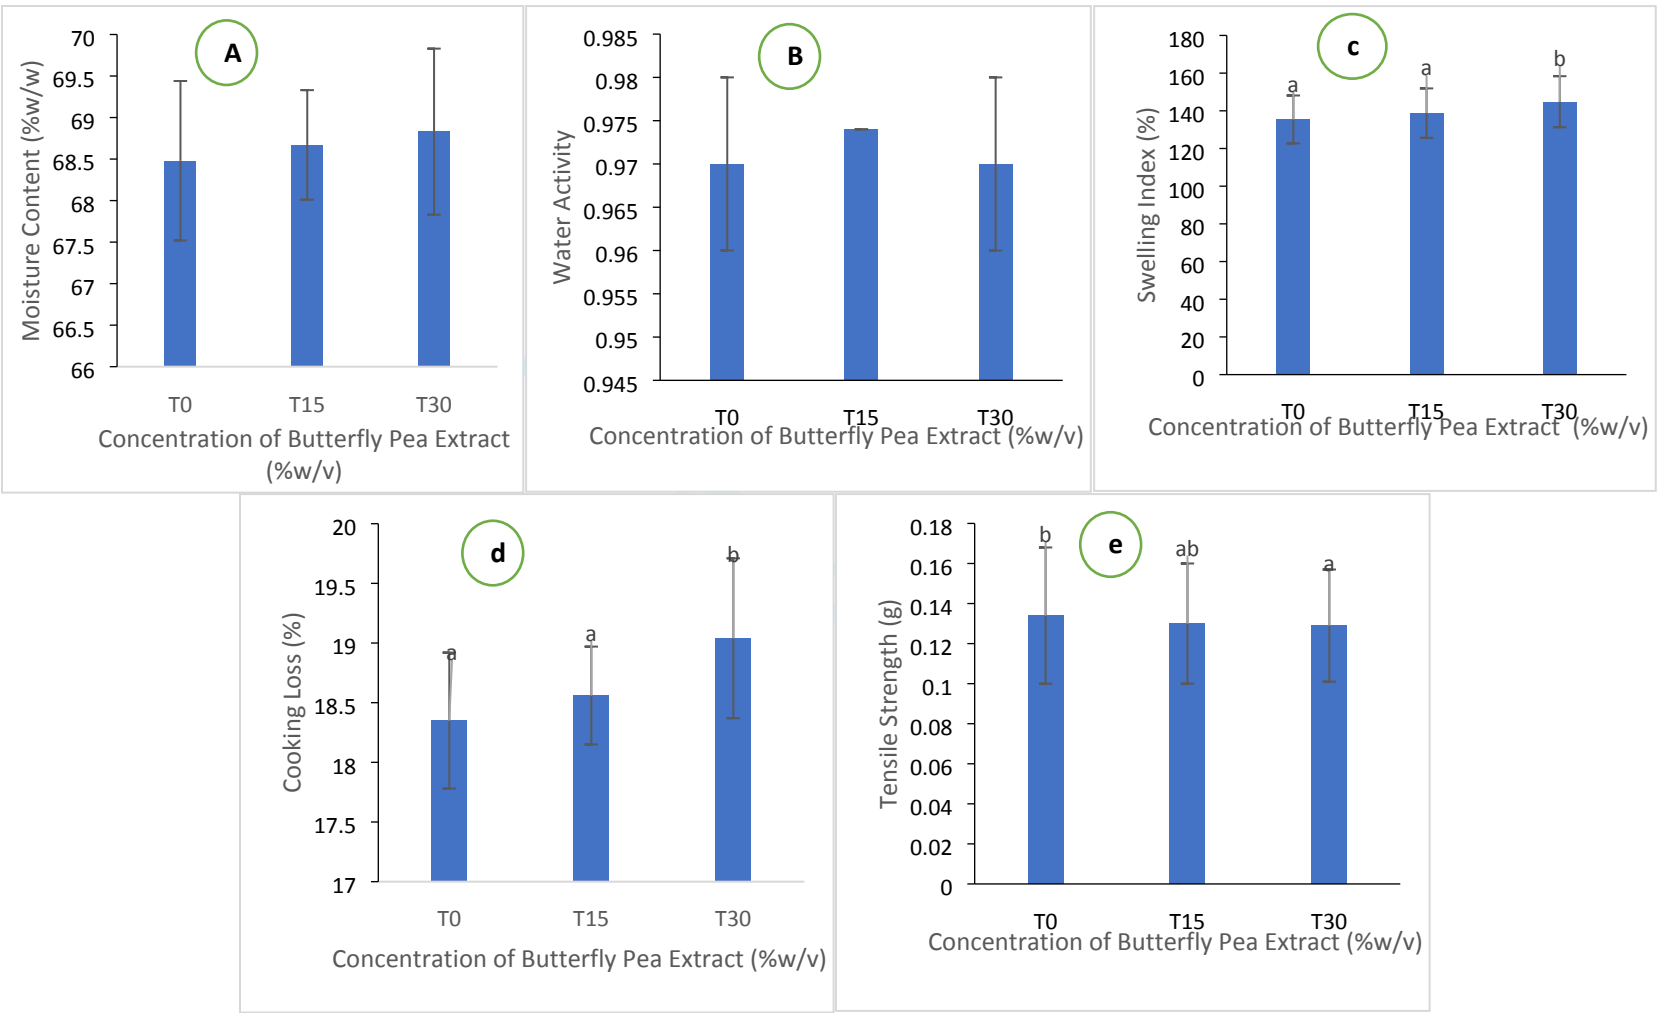 A
Moisture Content (%w/w)
70
69.5
69
68.5
68
67.5
67
66.5
66
T0 T15 T30
Concentration of Butterfly Pea Extract
(%w/v)
B
Water Activity
0.985
0.98
0.975
0.97
0.965
0.96
0.955
0.95
0.945
T0 T15 T30
Concentration of Butterfly Pea Extract (%w/v)
c
Swelling Index (%)
180
160
140
120
100
80
60
40
20
0
a a b
T0 T15 T30
Concentration of Butterfly Pea Extract (%w/v)
d
Cooking Loss (%)
20
19.5
19
18.5
18
17.5
17
a a b
T0 T15 T30
Concentration of Butterfly Pea Extract (%w/v)
e
Tensile Strength (g)
0.18
0.16
0.14
0.12
0.1
0.08
0.06
0.04
0.02
0
b ab a
T0 T15 T30
Concentration of Butterfly Pea Extract (%w/v)